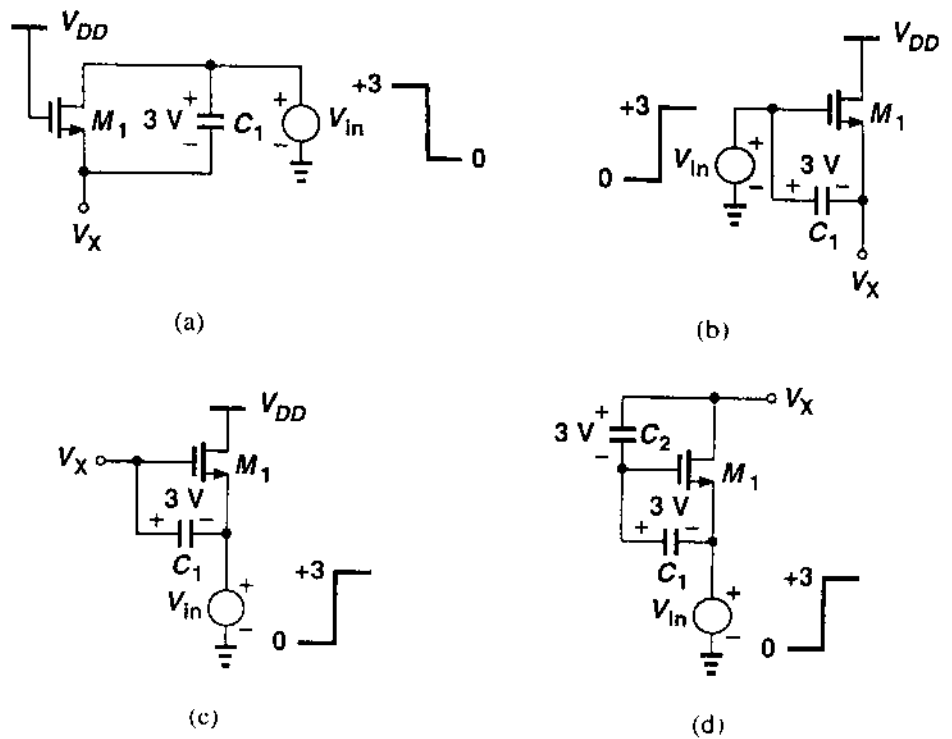 V_DD
M_1
3 V
+
−
C_1
+
−
V_in
+3
0
V_X
(a)
V_DD
M_1
+3
0
V_in
+
−
3 V
+
−
C_1
V_X
(b)
V_DD
V_X
M_1
3 V
+
−
C_1
V_in
+
−
+3
0
(c)
V_X
3 V
+
−
C_2
M_1
3 V
+
−
C_1
V_in
+
−
+3
0
(d)